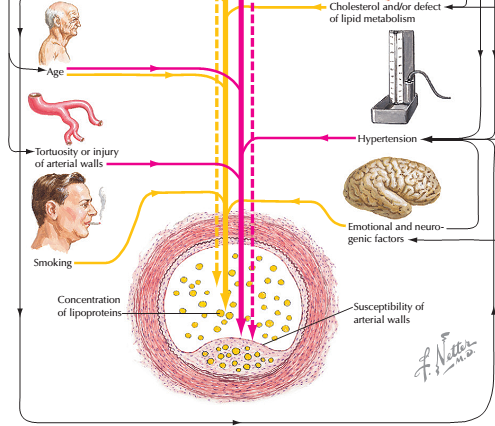 Cholesterol and/or defect
of lipid metabolism
Age
Tortuosity or injury
of arterial walls
Hypertension
Emotional and neuro-
genic factors
Smoking
Concentration
of lipoproteins
Susceptibility of
arterial walls
F. Netter
M.D.